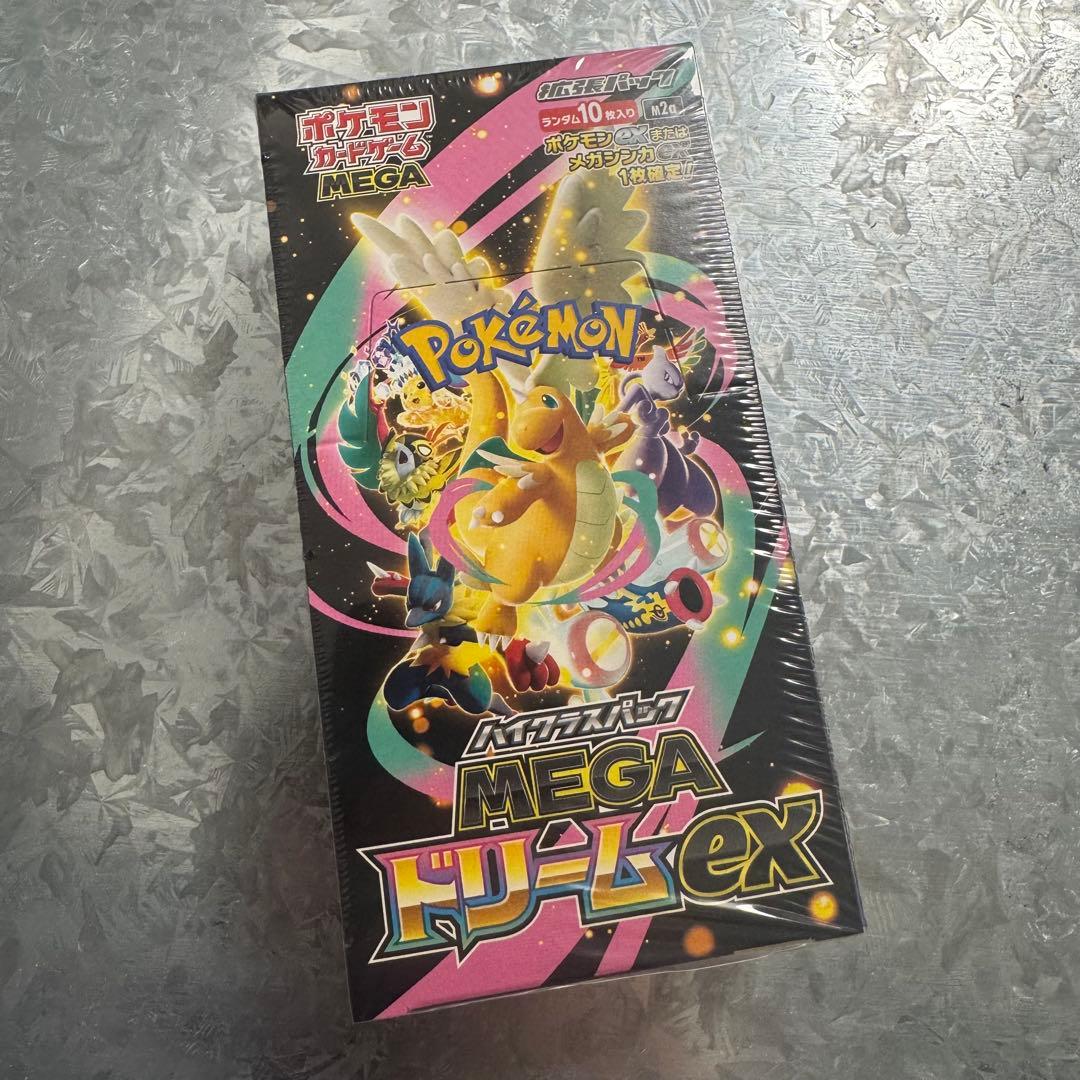 ポケモン
カードゲーム
MEGA
拡張パック
ランダム10枚入り
M2a
ポケモンexまたは
メガシンカex
1枚確定!!
POKÉMON
TM
ハイクラスパック
MEGA
ドリームex